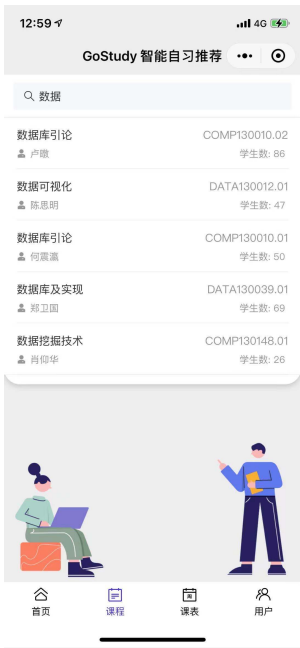 12:59
4G
GoStudy 智能自习推荐
数据
数据库引论 COMP130010.02
卢暾 学生数: 86
数据可视化 DATA130012.01
陈思明 学生数: 47
数据库引论 COMP130010.01
何震瀛 学生数: 50
数据库及实现 DATA130039.01
郑卫国 学生数: 69
数据挖掘技术 COMP130148.01
肖仰华 学生数: 26
首页 课程 课表 用户